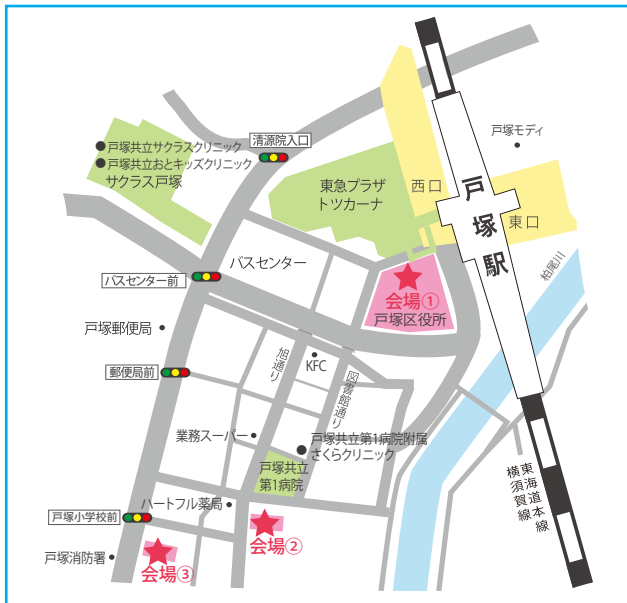 清源院入口
戸塚モディ
戸塚共立サクラスクリニック
戸塚共立おとキッズクリニック
サクラス戸塚
東急プラザ
トツカーナ
西口
戸塚駅
東口
バスセンター
柏尾川
バスセンター前
会場①
戸塚区役所
戸塚郵便局
旭通り
KFC
図書館通り
郵便局前
業務スーパー
戸塚共立第1病院附属
さくらクリニック
戸塚共立
第1病院
東海道本線
横須賀線
ハートフル薬局
戸塚小学校前
会場②
戸塚消防署
会場③